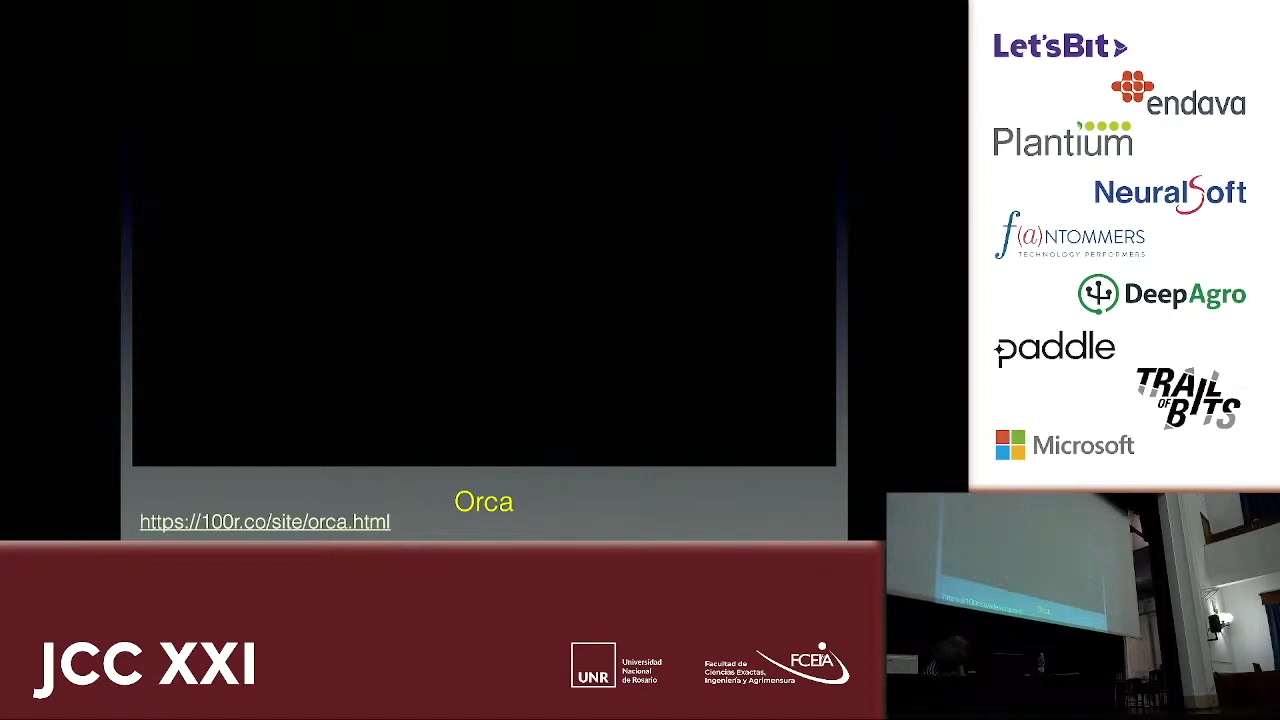 Let'sBit
endava
Plantium
NeuralSoft
f(a)NTOMMERS
TECHNOLOGY PERFORMERS
DeepAgro
paddle
TRAIL
OF
BITS
Microsoft
Orca
https://100r.co/site/orca.html
JCC XXI
UNR
Universidad
Nacional
de Rosario
Facultad de
Ciencias Exactas,
Ingeniería y Agrimensura
FCEIA
Orca